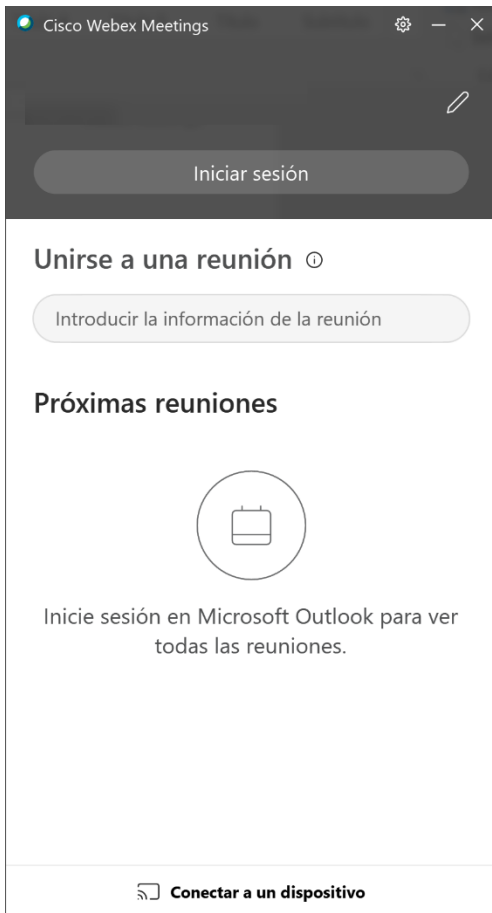 Cisco Webex Meetings
Iniciar sesión
Unirse a una reunión
Introducir la información de la reunión
Próximas reuniones
Inicie sesión en Microsoft Outlook para ver
todas las reuniones.
Conectar a un dispositivo